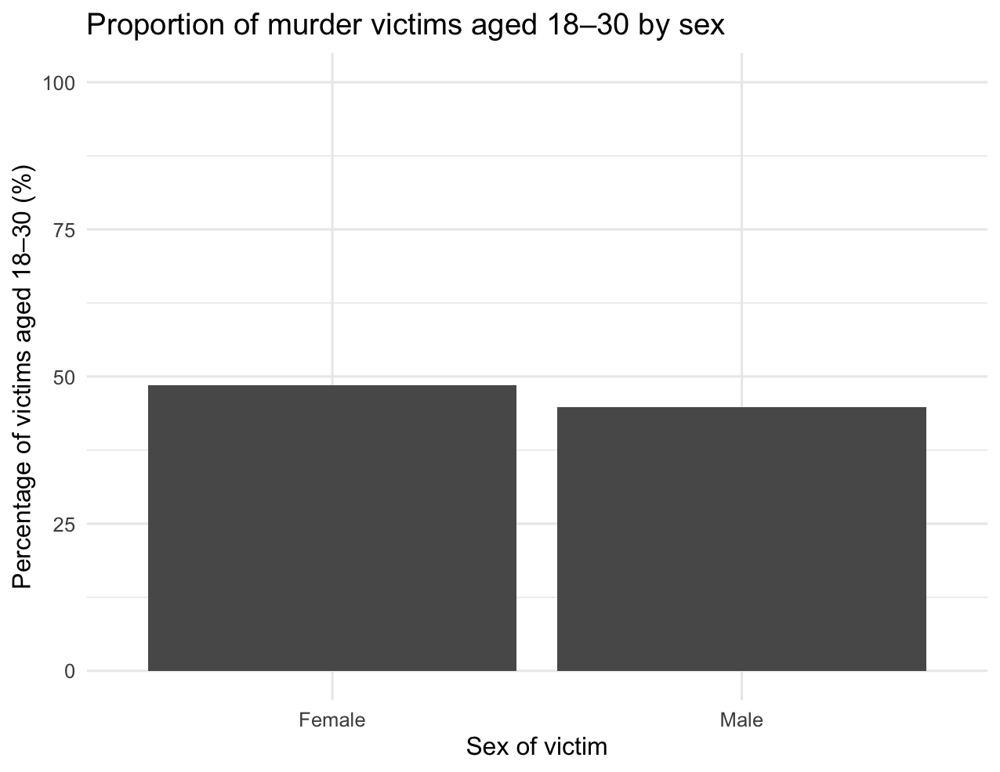 Proportion of murder victims aged 18–30 by sex
Percentage of victims aged 18–30 (%)
100
75
50
25
0
Female
Male
Sex of victim